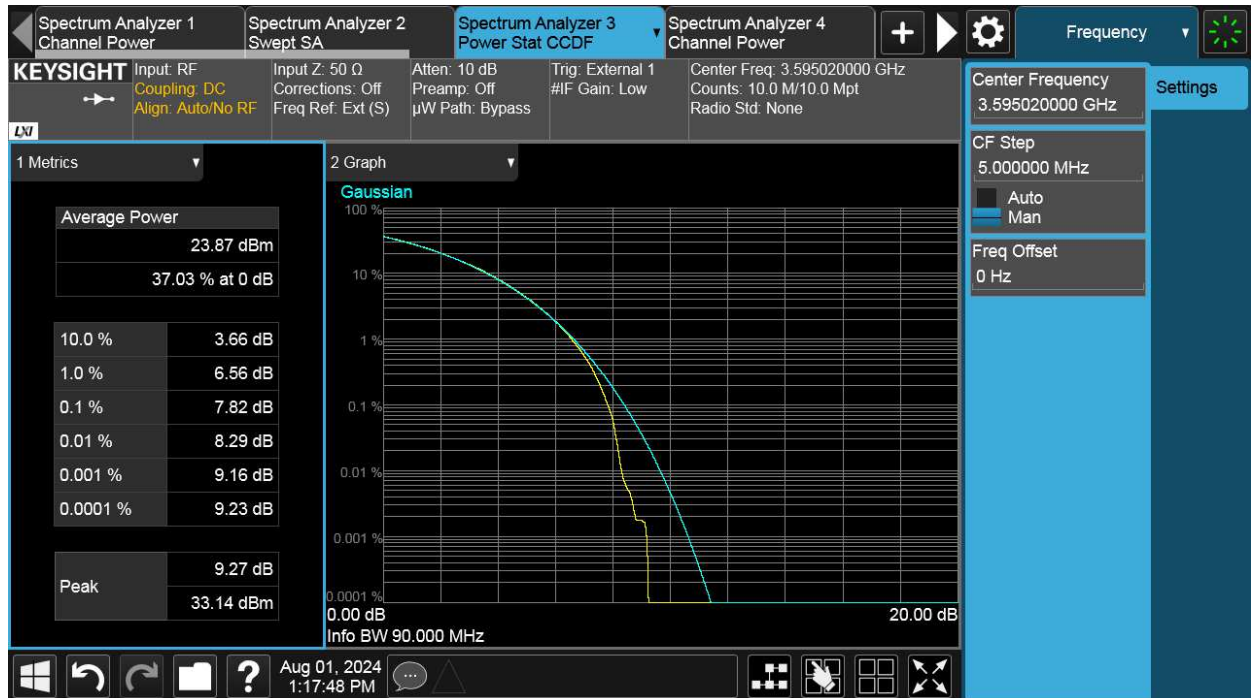 Spectrum Analyzer 1
Channel Power
Spectrum Analyzer 2
Swept SA
Spectrum Analyzer 3
Power Stat CCDF
Spectrum Analyzer 4
Channel Power
Frequency
KEYSIGHT
LXI
Input: RF
Coupling: DC
Align: Auto/No RF
Input Z: 50 Ω
Corrections: Off
Freq Ref: Ext (S)
Atten: 10 dB
Preamp: Off
µW Path: Bypass
Trig: External 1
#IF Gain: Low
Center Freq: 3.595020000 GHz
Counts: 10.0 M/10.0 Mpt
Radio Std: None
Center Frequency
3.595020000 GHz
Settings
CF Step
5.000000 MHz
Auto
Man
Freq Offset
0 Hz
1 Metrics
Average Power
23.87 dBm
37.03 % at 0 dB
10.0 % 3.66 dB
1.0 % 6.56 dB
0.1 % 7.82 dB
0.01 % 8.29 dB
0.001 % 9.16 dB
0.0001 % 9.23 dB
Peak
9.27 dB
33.14 dBm
2 Graph
Gaussian
100 %
10 %
1 %
0.1 %
0.01 %
0.001 %
0.0001 %
0.00 dB 20.00 dB
Info BW 90.000 MHz
Aug 01, 2024
1:17:48 PM